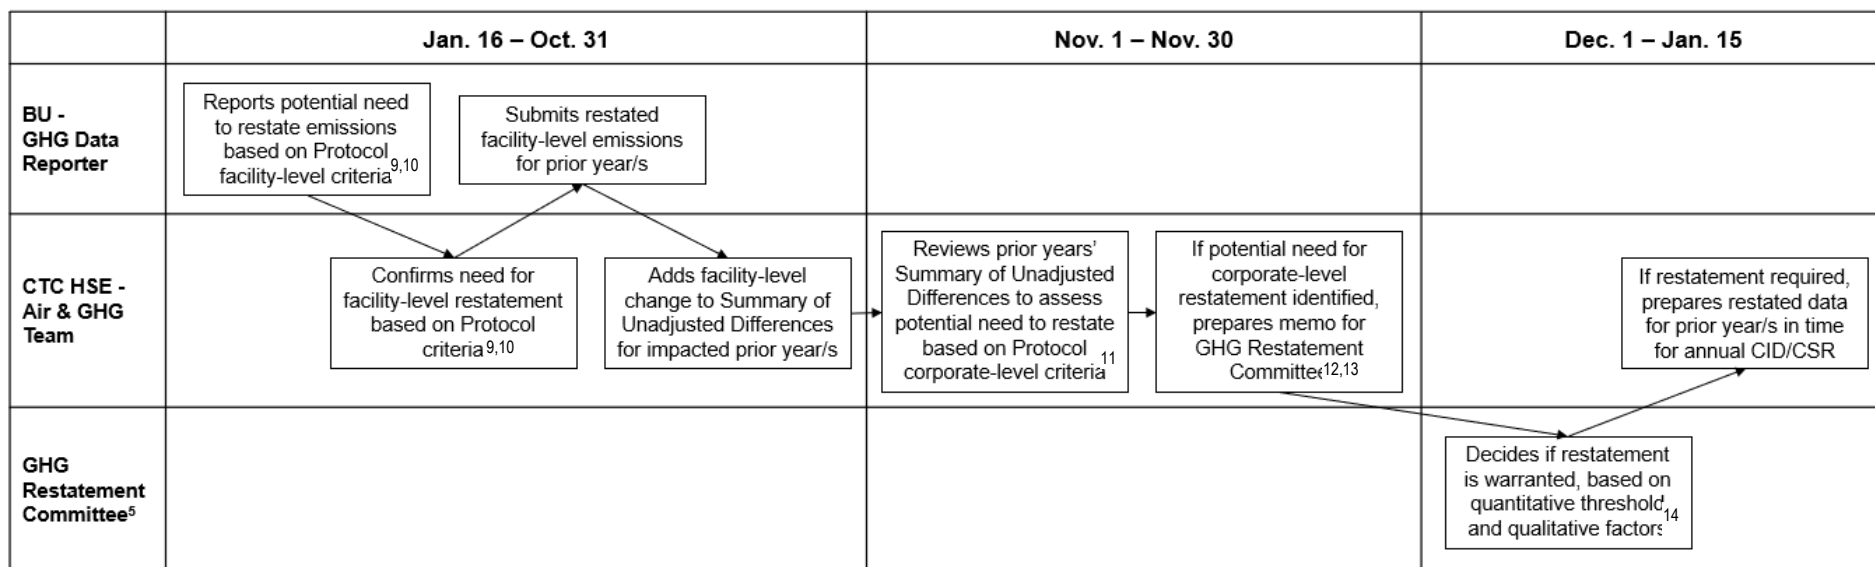 Jan. 16 – Oct. 31
Nov. 1 – Nov. 30
Dec. 1 – Jan. 15
BU -
GHG Data
Reporter
Reports potential need
to restate emissions
based on Protocol
facility-level criteria9,10
Submits restated
facility-level emissions
for prior year/s
CTC HSE -
Air & GHG
Team
Confirms need for
facility-level restatement
based on Protocol
criteria9,10
Adds facility-level
change to Summary of
Unadjusted Differences
for impacted prior year/s
Reviews prior years’
Summary of Unadjusted
Differences to assess
potential need to restate
based on Protocol
corporate-level criteria11
If potential need for
corporate-level
restatement identified,
prepares memo for
GHG Restatement
Committee12,13
If restatement required,
prepares restated data
for prior year/s in time
for annual CID/CSR
GHG
Restatement
Committee5
Decides if restatement
is warranted, based on
quantitative threshold
and qualitative factors14